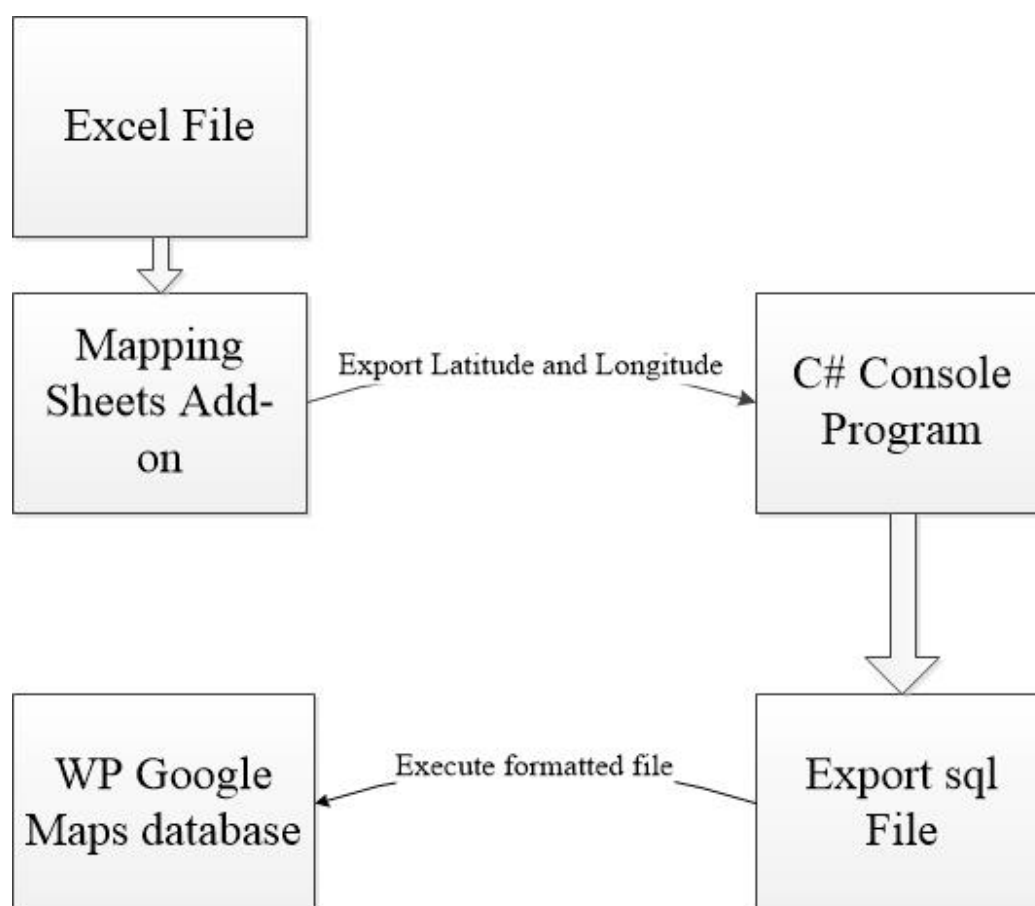 Excel File
Mapping
Sheets Add-
on
Export Latitude and Longitude
C# Console
Program
Export sql
File
Execute formatted file
WP Google
Maps database